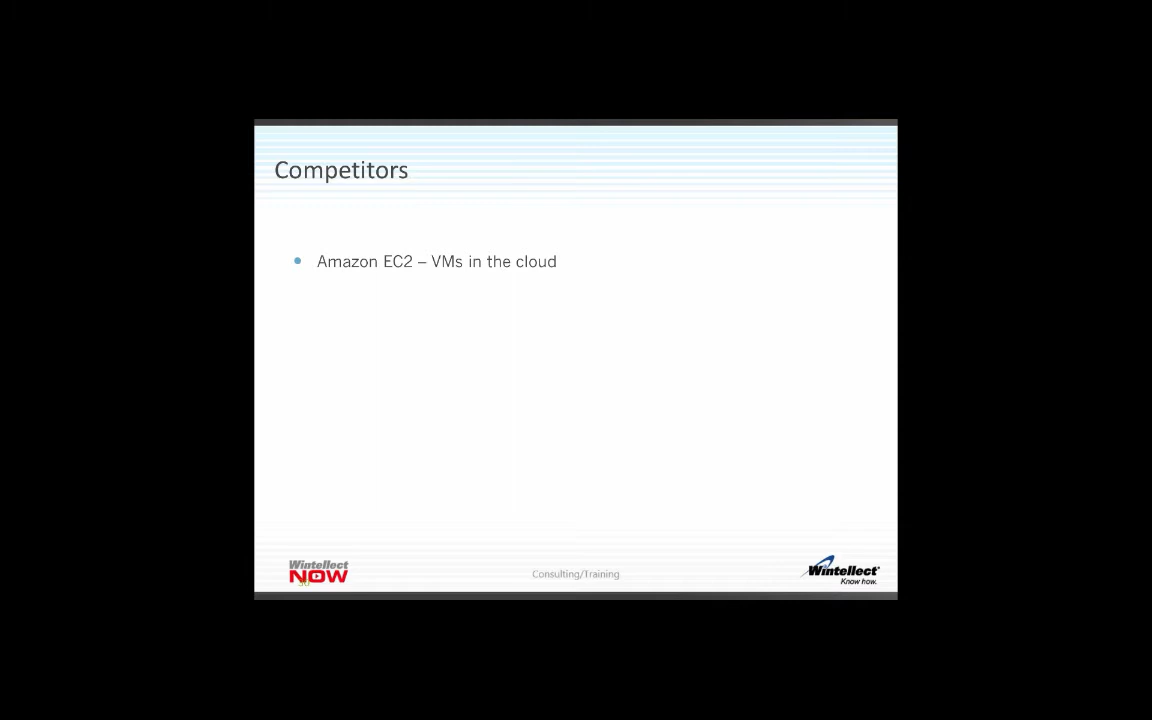 Competitors
• Amazon EC2 – VMs in the cloud
Wintellect
NOW
Consulting/Training
Wintellect
Know how.